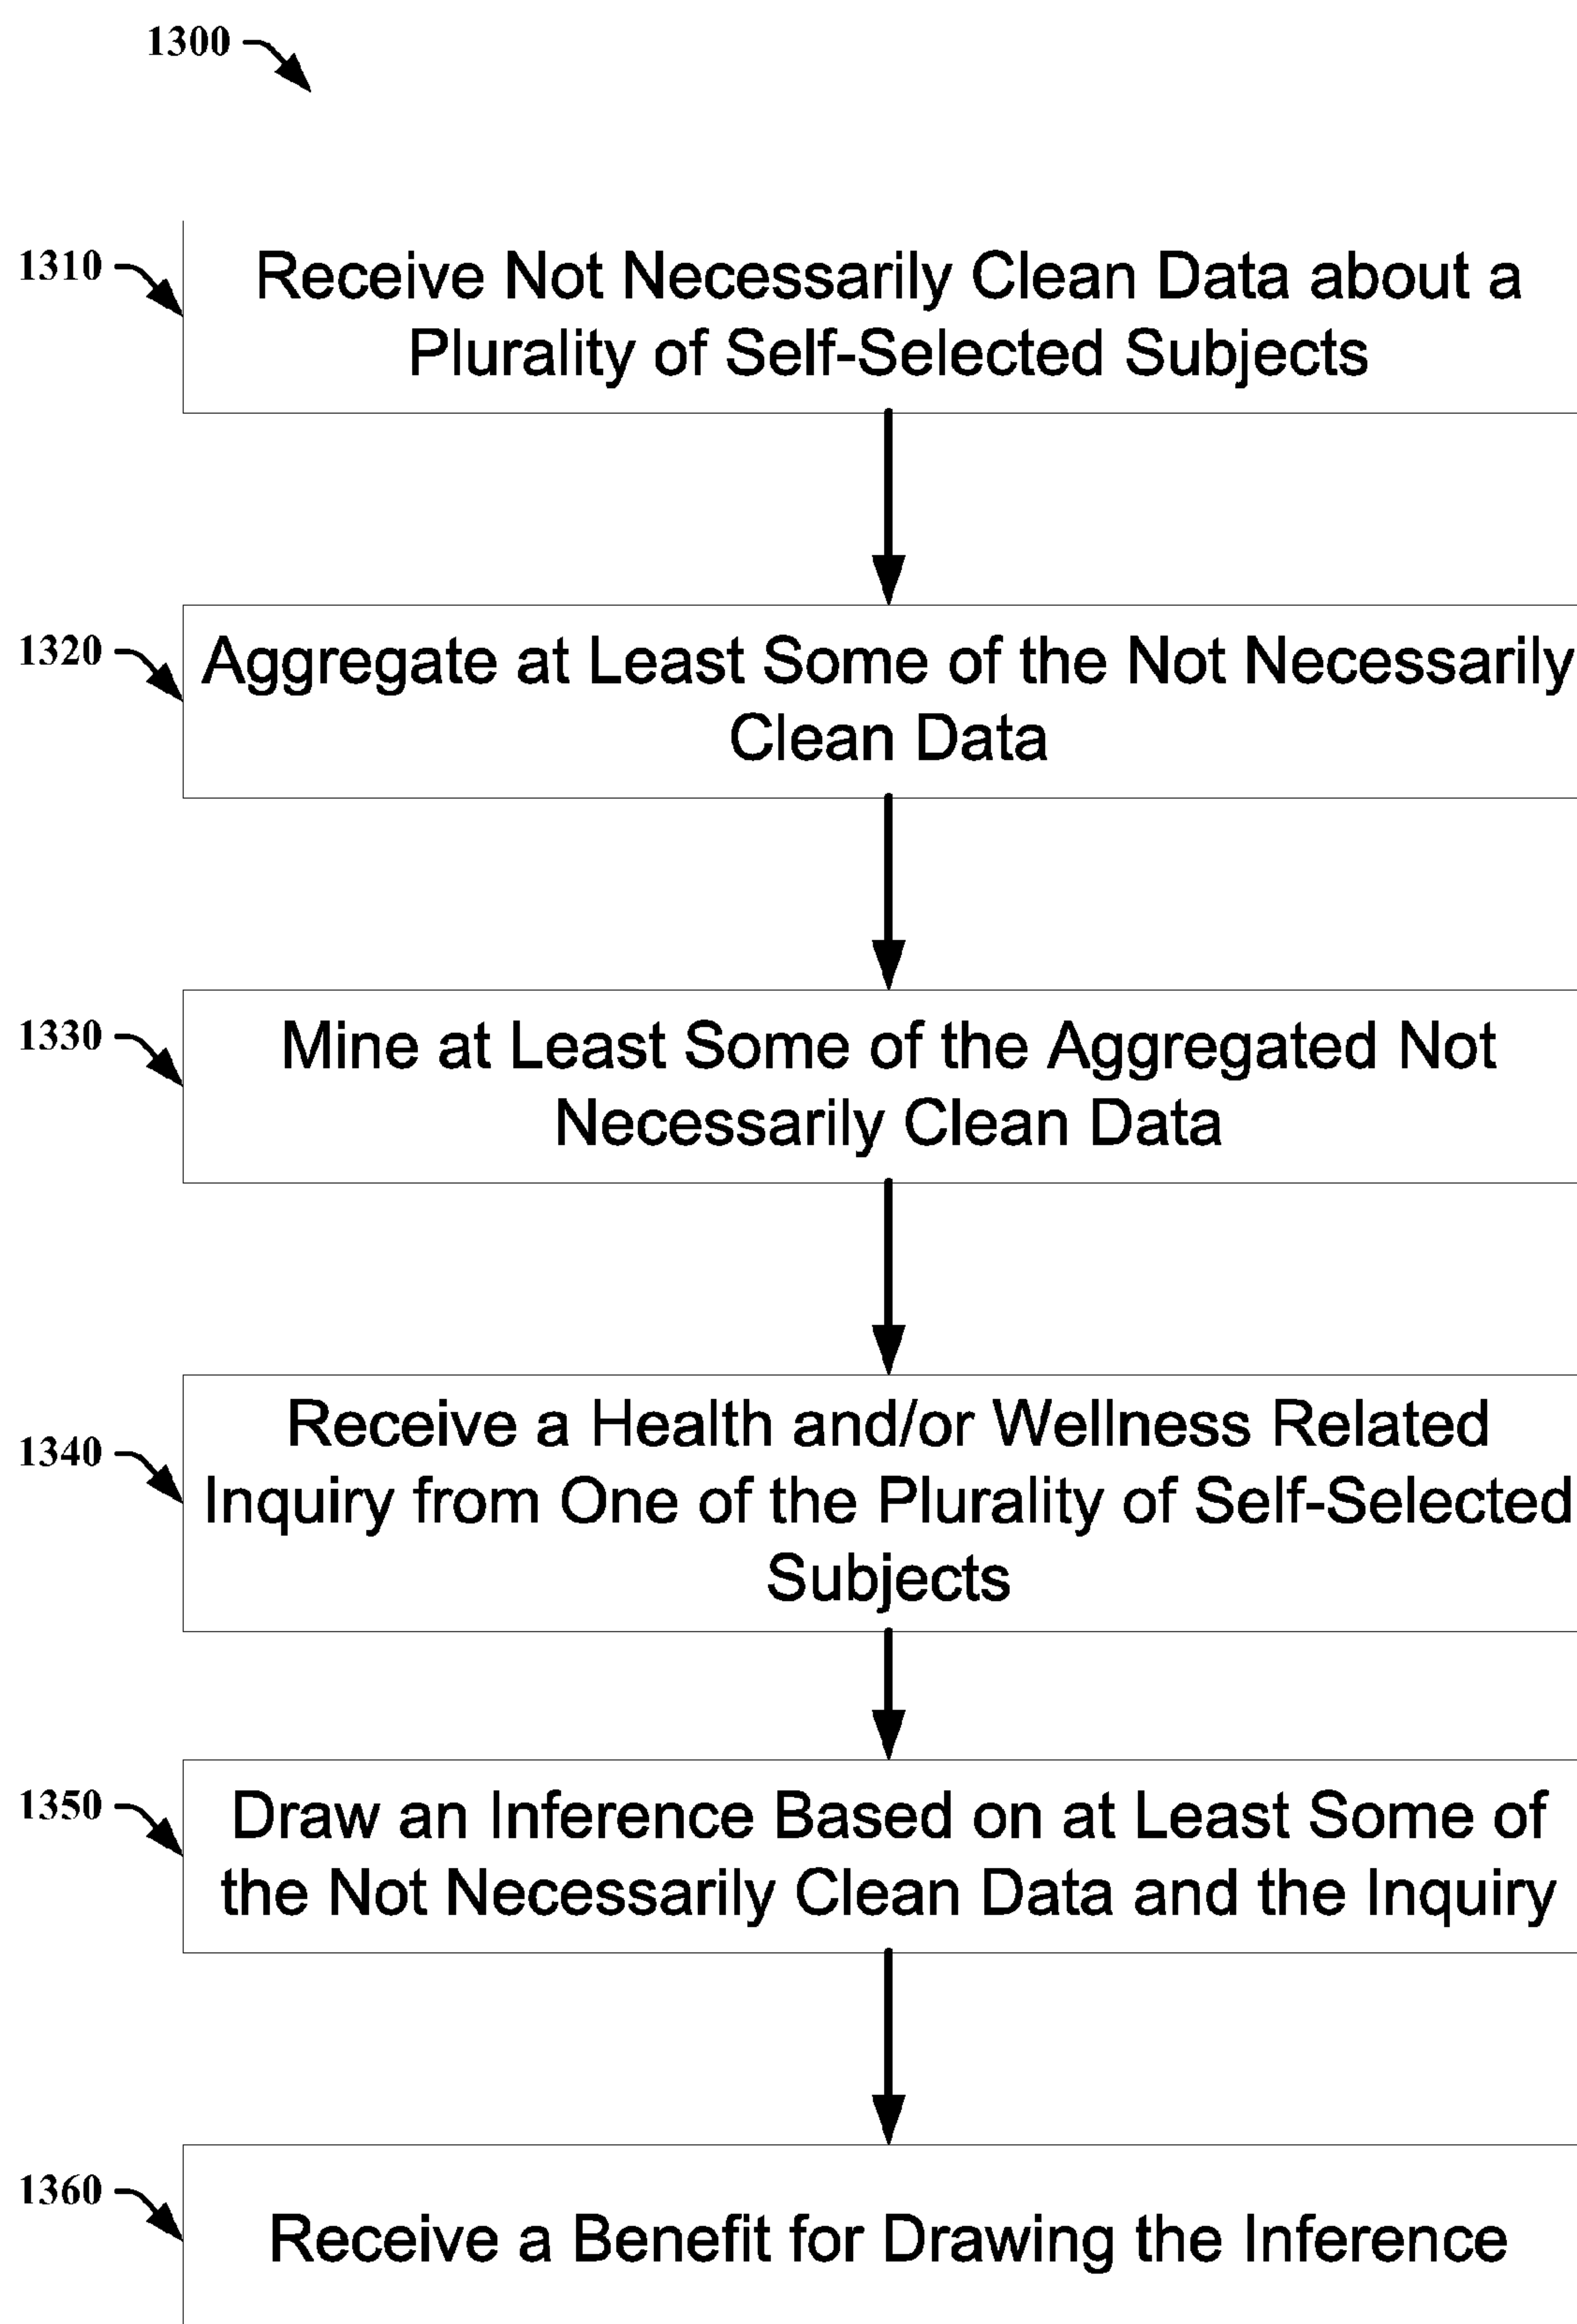 1300
1310
Receive Not Necessarily Clean Data about a
Plurality of Self-Selected Subjects
1320
Aggregate at Least Some of the Not Necessarily
Clean Data
1330
Mine at Least Some of the Aggregated Not
Necessarily Clean Data
1340
Receive a Health and/or Wellness Related
Inquiry from One of the Plurality of Self-Selected
Subjects
1350
Draw an Inference Based on at Least Some of
the Not Necessarily Clean Data and the Inquiry
1360
Receive a Benefit for Drawing the Inference